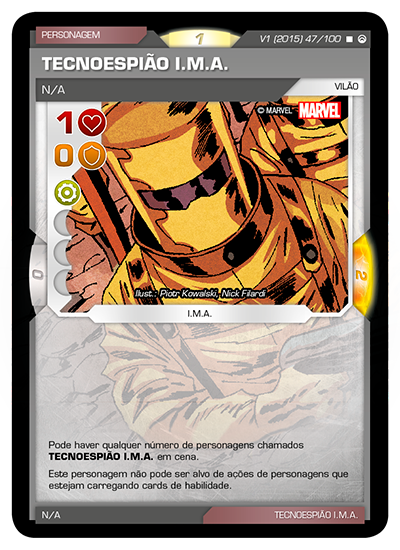 PERSONAGEM
1
V1 (2015) 47/100
TECNOESPIÃO I.M.A.
N/A
VILÃO
© MARVEL MARVEL
1
0
0
2
Ilust.: Piotr Kowalski, Nick Filardi
I.M.A.
Pode haver qualquer número de personagens chamados
TECNOESPIÃO I.M.A. em cena.
Este personagem não pode ser alvo de ações de personagens que
estejam carregando cards de habilidade.
N/A
TECNOESPIÃO I.M.A.